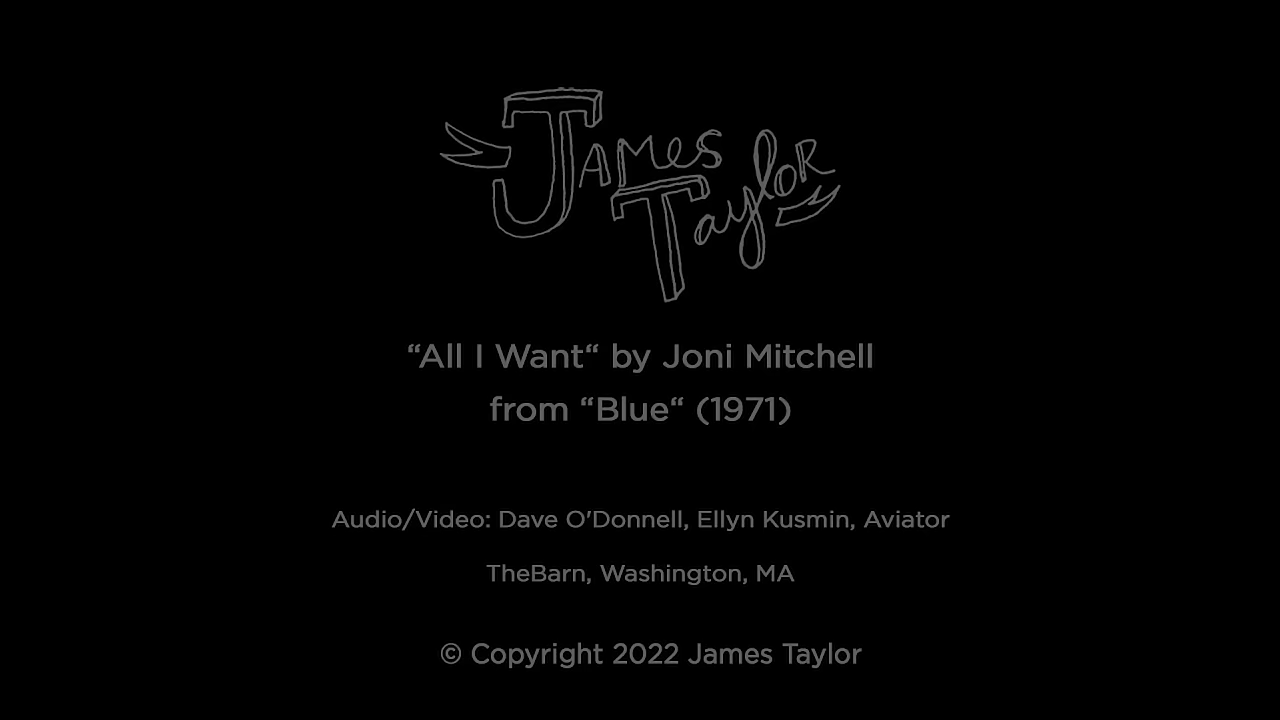 James
Taylor
“All I Want“ by Joni Mitchell
from “Blue“ (1971)
Audio/Video: Dave O'Donnell, Ellyn Kusmin, Aviator
TheBarn, Washington, MA
© Copyright 2022 James Taylor